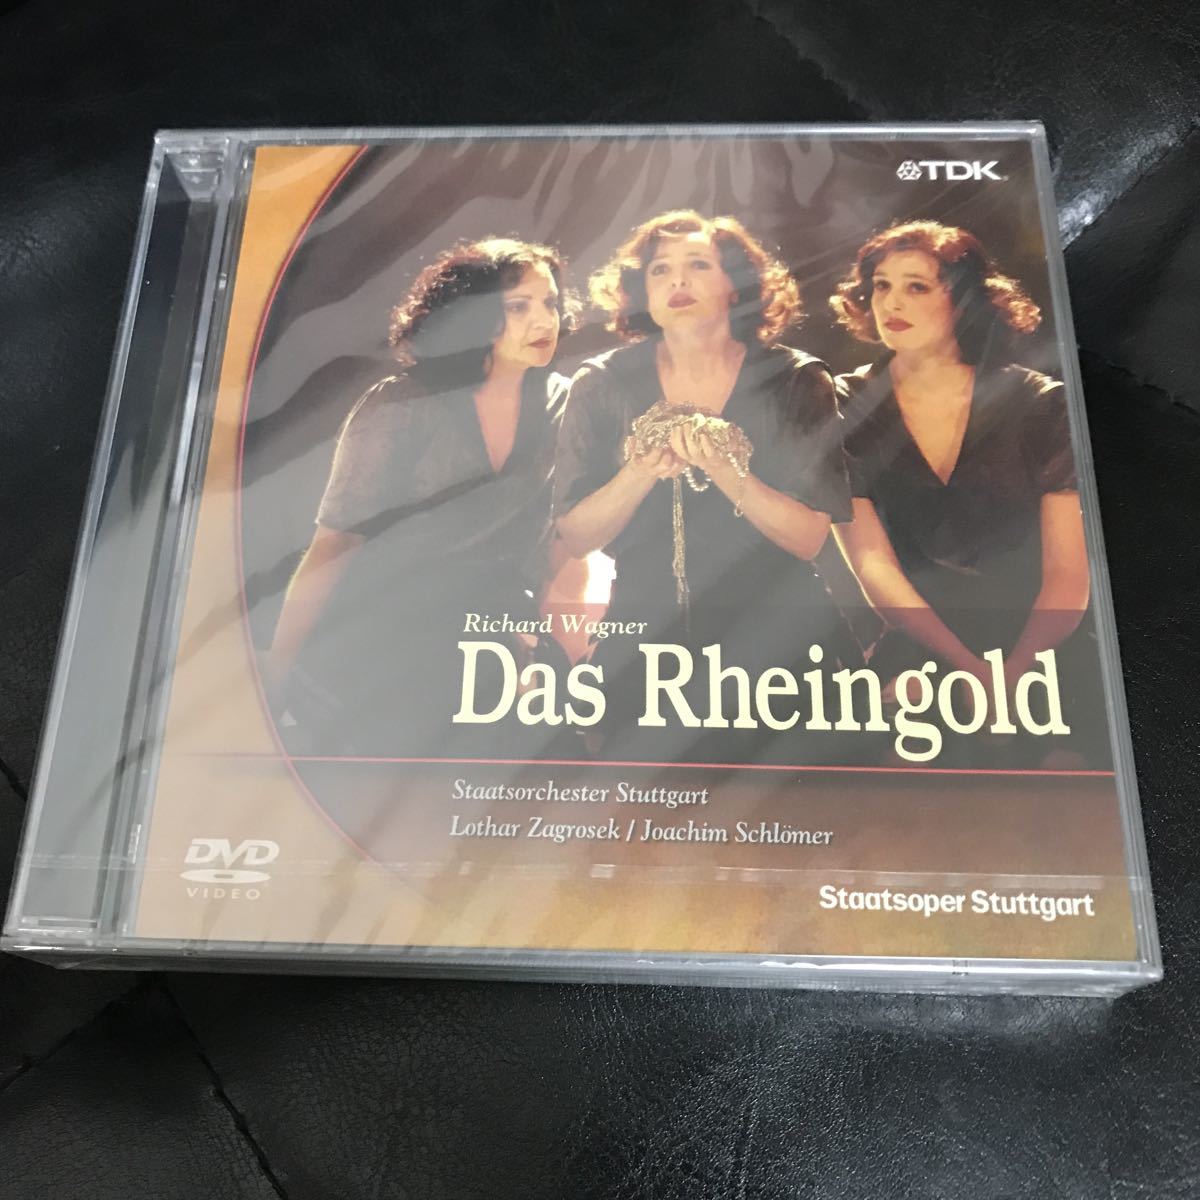 TDK
Richard Wagner
Das Rheingold
Staatsorchester Stuttgart
Lothar Zagrosek / Joachim Schlömer
DVD
VIDEO
Staatsoper Stuttgart